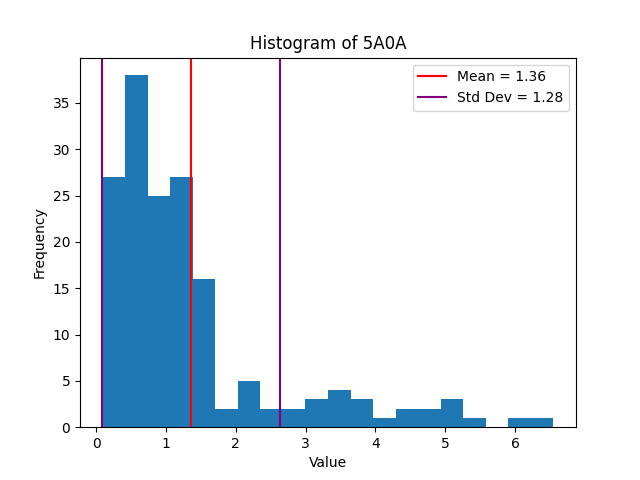 Histogram of 5A0A
Mean = 1.36
Std Dev = 1.28
35
30
25
20
15
10
5
0
Frequency
0 1 2 3 4 5 6
Value